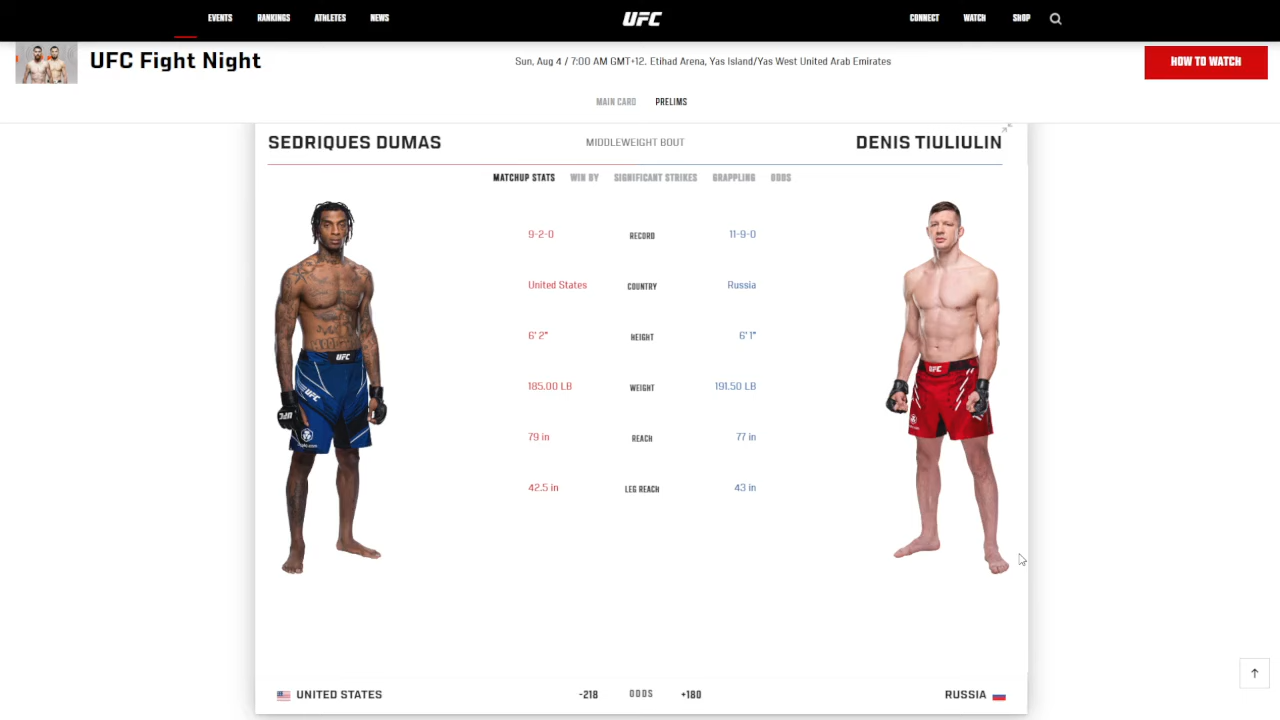 EVENTS RANKINGS ATHLETES NEWS UFC CONNECT WATCH SHOP
UFC Fight Night Sun, Aug 4 / 7:00 AM GMT+12. Etihad Arena, Yas Island/Yas West United Arab Emirates HOW TO WATCH
MAIN CARD PRELIMS
SEDRIQUES DUMAS MIDDLEWEIGHT BOUT DENIS TIULIULIN
MATCHUP STATS WIN BY SIGNIFICANT STRIKES GRAPPLING ODDS
9-2-0 RECORD 11-9-0
United States COUNTRY Russia
6' 2" HEIGHT 6' 1"
185.00 LB WEIGHT 191.50 LB
79 in REACH 77 in
42.5 in LEG REACH 43 in
UFC
UFC
UFC
UFC
UNITED STATES -218 ODDS +180 RUSSIA